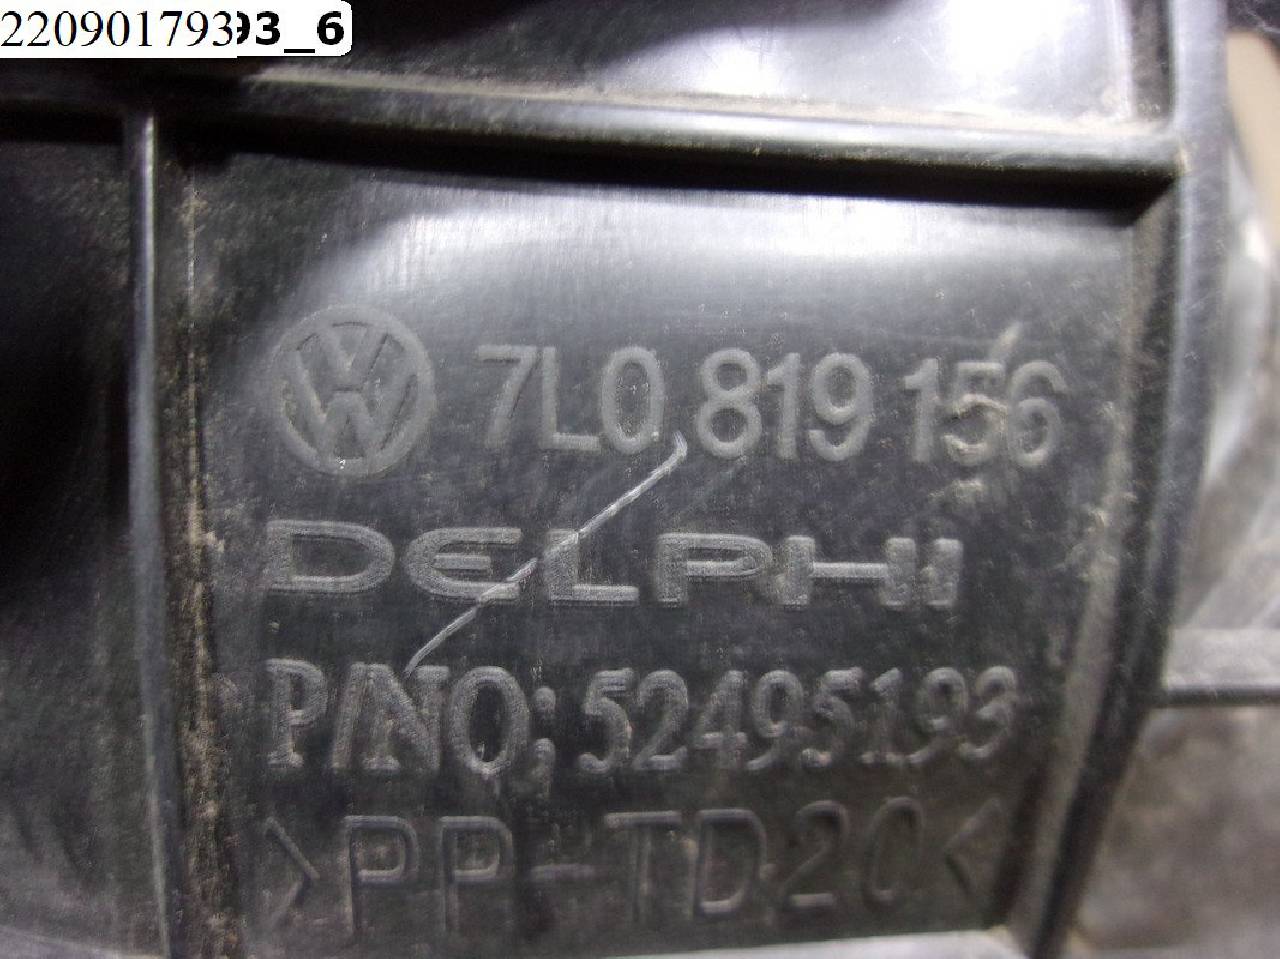 22090179393_6
7L0 819 156
DELPHI
P/NO; 52495193
>PP-TD20<